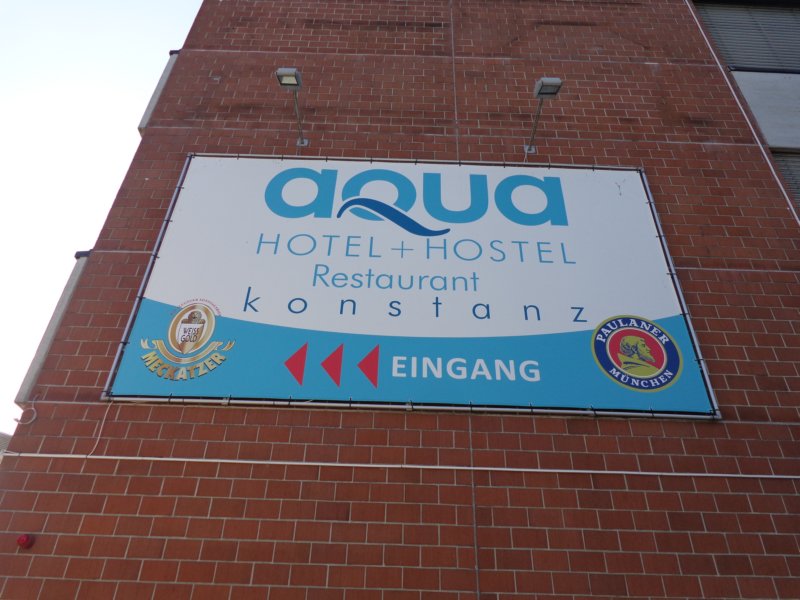 aqua
HOTEL+HOSTEL
Restaurant
konstanz
WEISS
GOLD
MECKATZER
EINGANG
PAULANER
MÜNCHEN